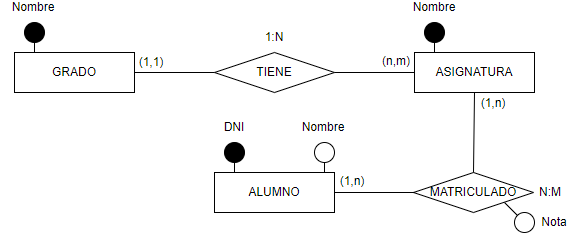 Nombre
Nombre
1:N
GRADO
(1,1)
TIENE
(n,m)
ASIGNATURA
(1,n)
DNI
Nombre
ALUMNO
(1,n)
MATRICULADO
N:M
Nota